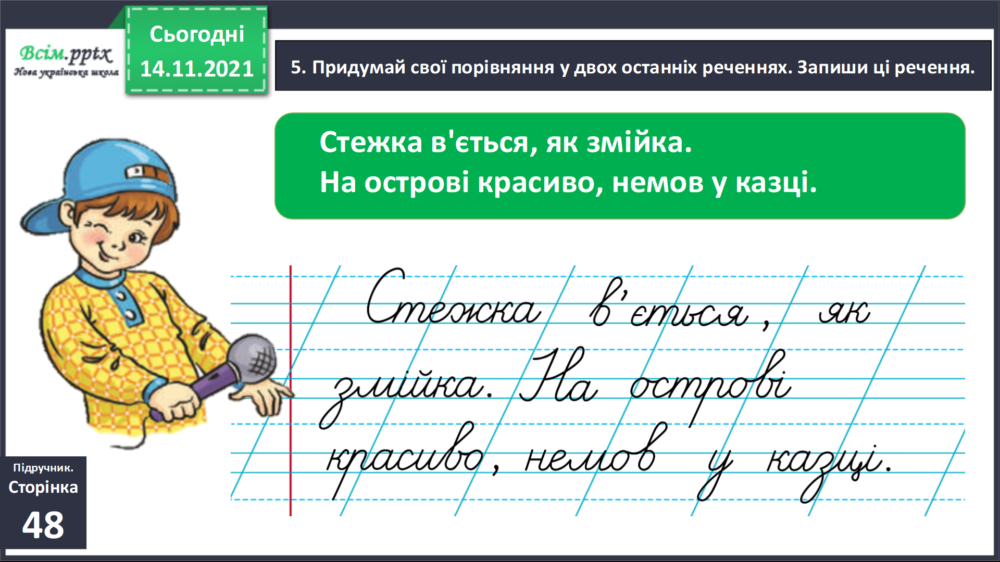 Всім.pptx
Нова українська школа
Сьогодні
14.11.2021
5. Придумай свої порівняння у двох останніх реченнях. Запиши ці речення.
Стежка в'ється, як змійка.
На острові красиво, немов у казці.
Стежка в'ється, як
змійка. На острові
красиво, немов у казці.
Підручник.
Сторінка
48